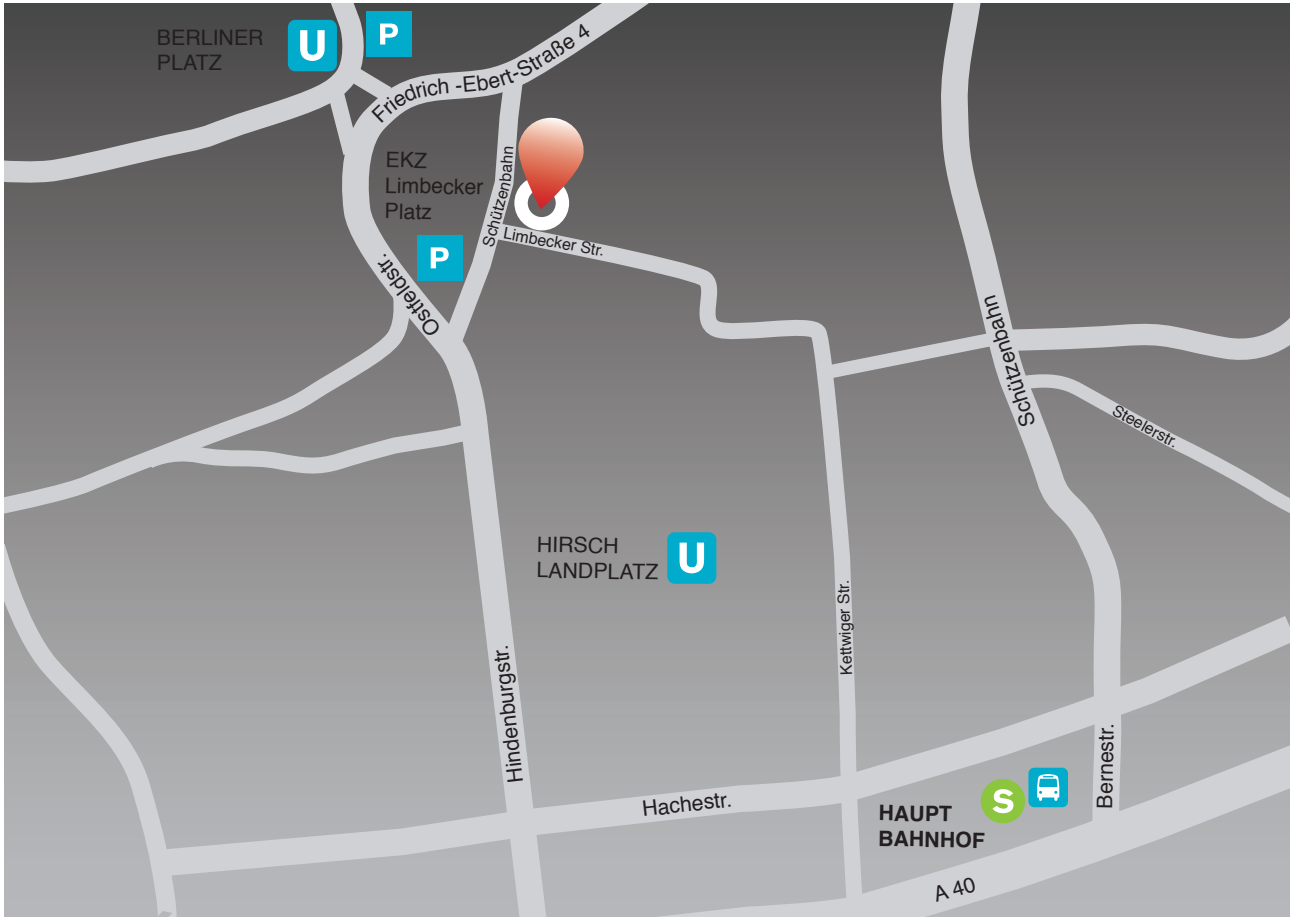 BERLINER
PLATZ
U
P
Friedrich -Ebert-Straße 4
EKZ
Limbecker
Platz
P
Schützenbahn
Limbecker Str.
Ostfeldstr.
Schützenbahn
Steelerstr.
HIRSCH
LANDPLATZ
U
Kettwiger Str.
Hindenburgstr.
Hachestr.
Bernestr.
HAUPT
BAHNHOF
S
A 40